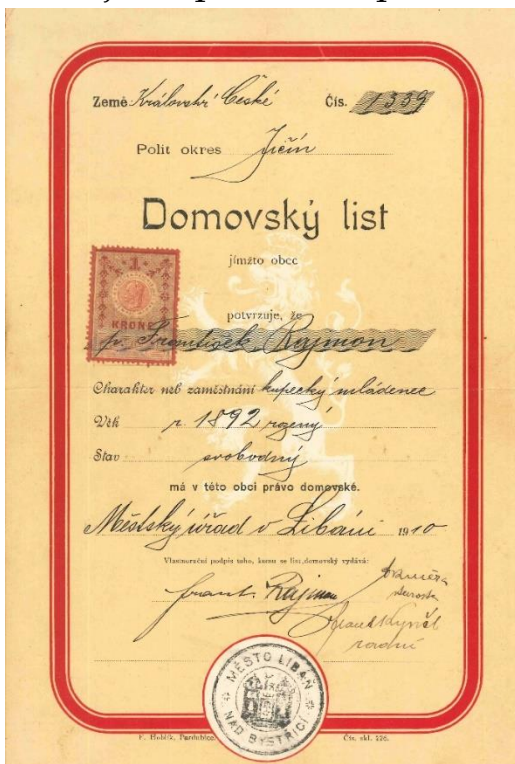 Země Království České Čís. 1339
Polit okres Jičín
Domovský list
jímžto obec
1
KRONE
potvrzuje, že
p. František Rajmon
Charakter neb zaměstnání kupecký mládenec
Věk r. 1892 rozený
Stav svobodný
má v této obci právo domovské.
Městský úřad v Libáni 1910
Vlastnoruční podpis toho, komu se list domovský vydává:
Frant. Rajmon
starosta
radní
MĚSTO LIBAŇ
NAD BYSTŘICÍ
F. Hoblík, Pardubice. Čís. skl. 226.